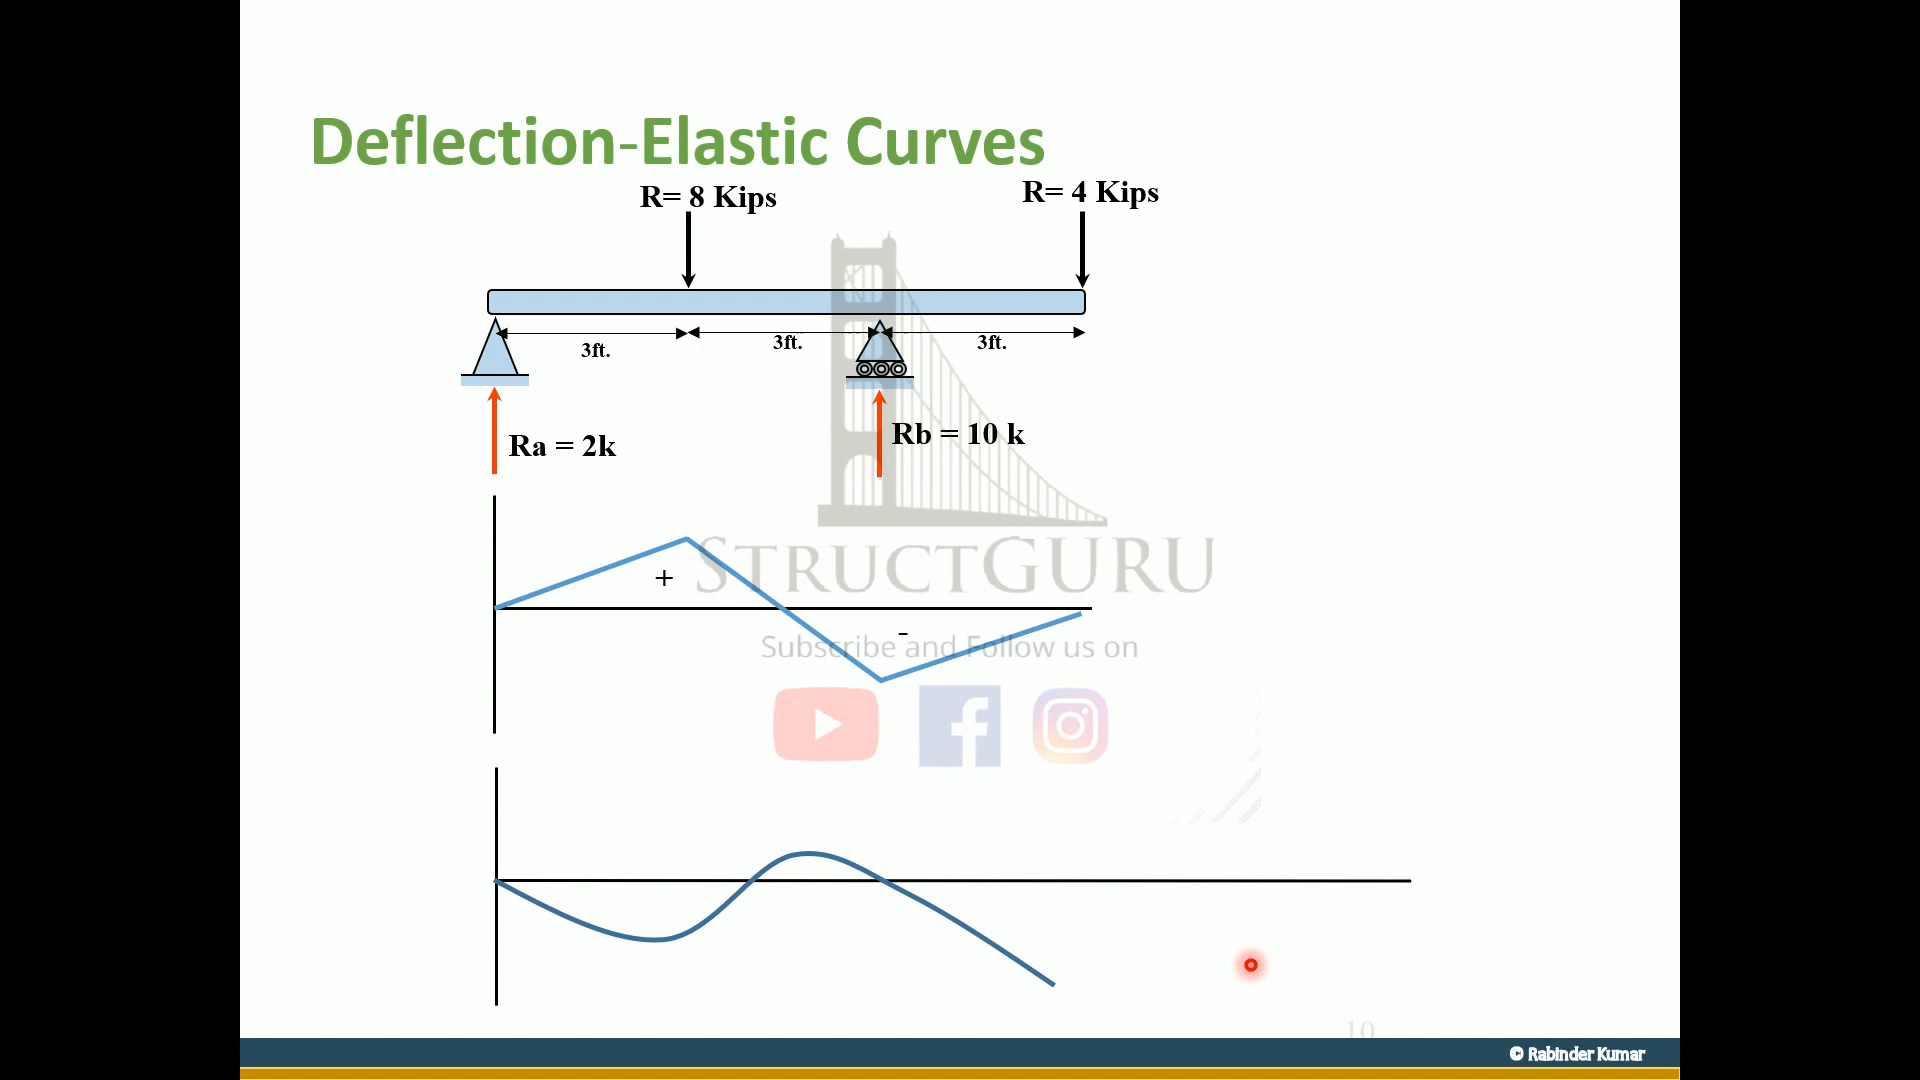 Deflection-Elastic Curves
R= 8 Kips
R= 4 Kips
3ft.
3ft.
3ft.
Ra = 2k
Rb = 10 k
+
STRUCTGURU
-
Subscribe and Follow us on
10
© Rabinder Kumar